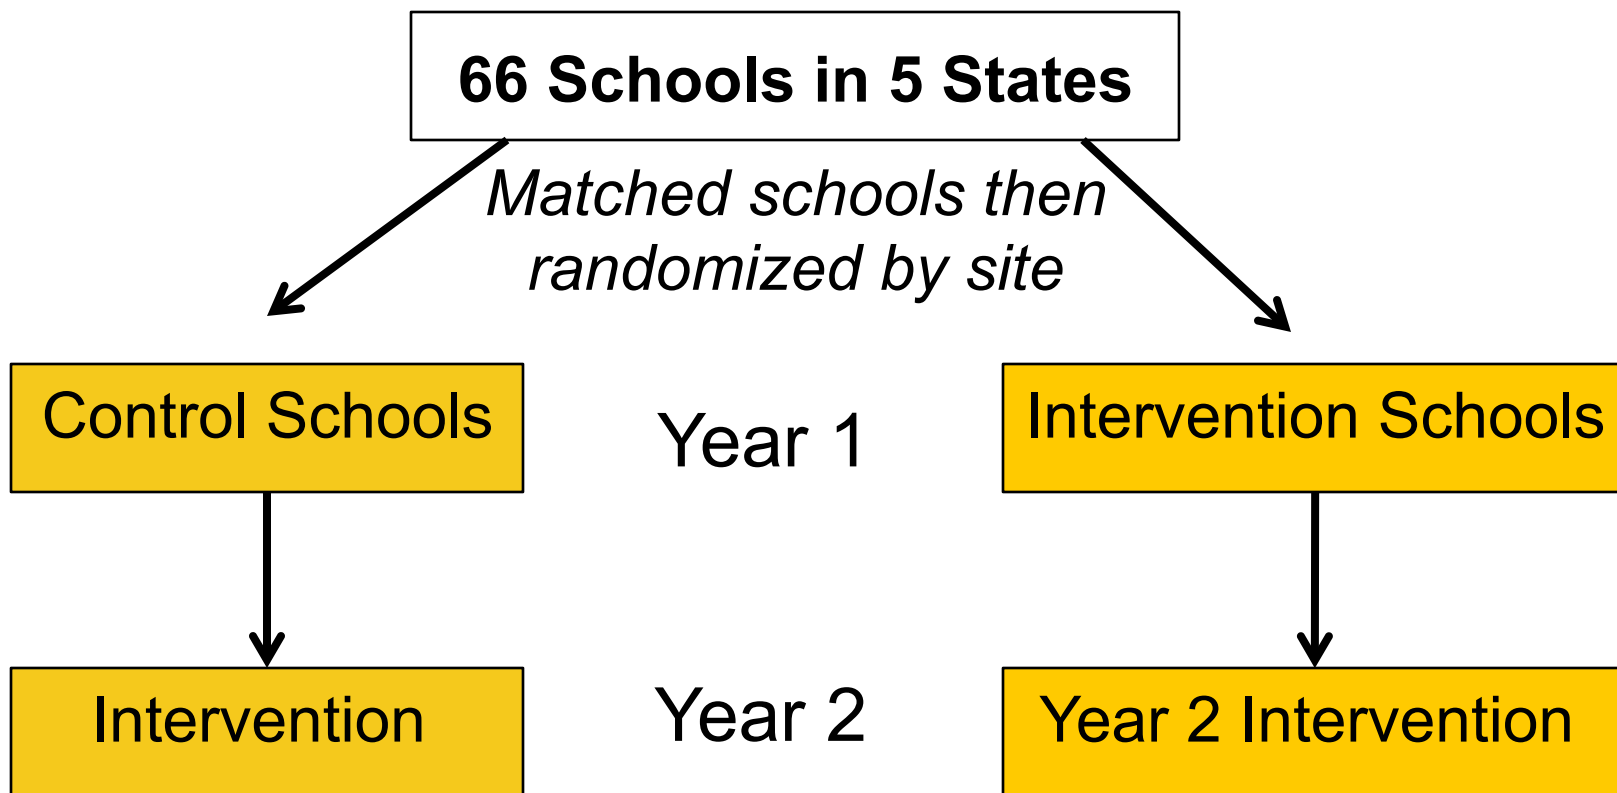 66 Schools in 5 States
Matched schools then
randomized by site
Control Schools
Year 1
Intervention Schools
Intervention
Year 2
Year 2 Intervention